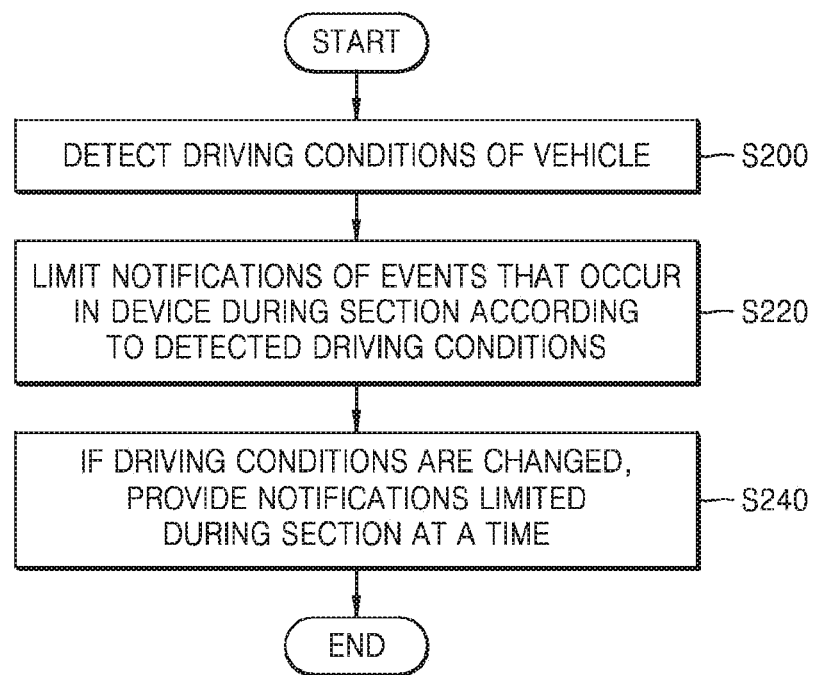 START
DETECT DRIVING CONDITIONS OF VEHICLE
S200
LIMIT NOTIFICATIONS OF EVENTS THAT OCCUR
IN DEVICE DURING SECTION ACCORDING
TO DETECTED DRIVING CONDITIONS
S220
IF DRIVING CONDITIONS ARE CHANGED,
PROVIDE NOTIFICATIONS LIMITED
DURING SECTION AT A TIME
S240
END